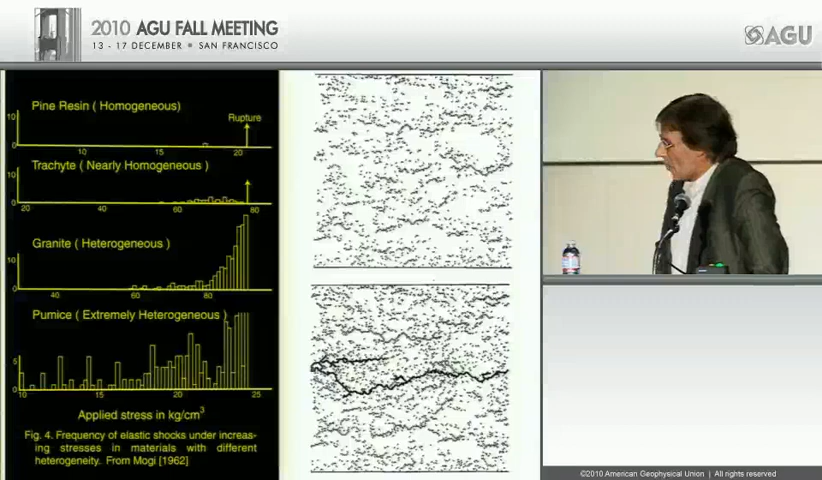 2010 AGU FALL MEETING
13 - 17 DECEMBER SAN FRANCISCO
AGU
Pine Resin ( Homogeneous)
10
Rupture
0
10 15 20
Trachyte ( Nearly Homogeneous )
10
0
20 40 60 80
Granite ( Heterogeneous )
10
0
40 60 80
Pumice ( Extremely Heterogeneous )
5
0
10 15 20 25
Applied stress in kg/cm³
Fig. 4. Frequency of elastic shocks under increas-
ing stresses in materials with different
heterogeneity. From Mogi [1962]
©2010 American Geophysical Union | All rights reserved